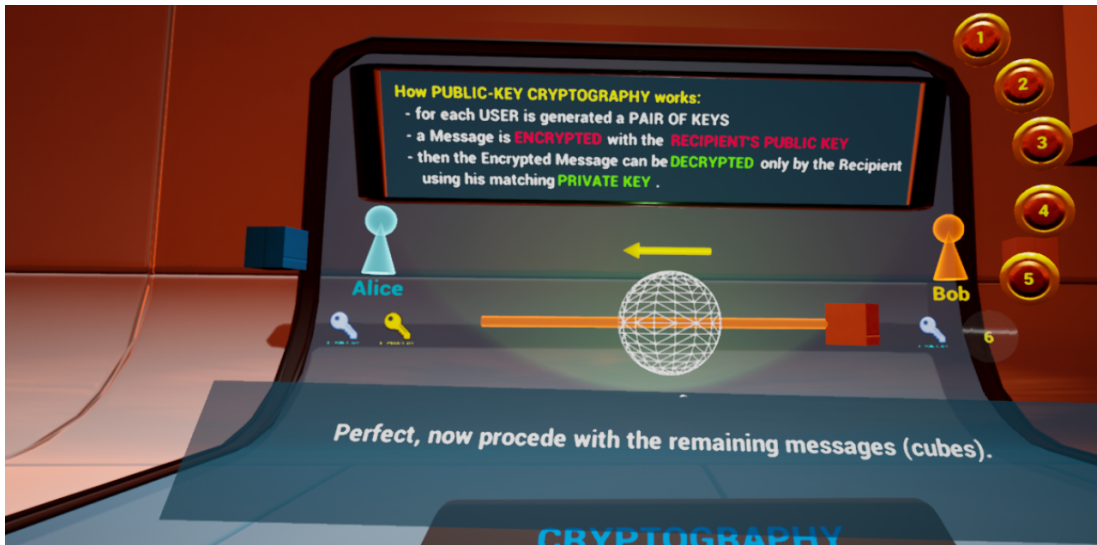 How PUBLIC-KEY CRYPTOGRAPHY works:
- for each USER is generated a PAIR OF KEYS
- a Message is ENCRYPTED with the RECIPIENT'S PUBLIC KEY
- then the Encrypted Message can be DECRYPTED only by the Recipient
using his matching PRIVATE KEY .
1
2
3
4
5
6
Alice
Bob
Perfect, now procede with the remaining messages (cubes).
CRYPTOGRAPHY